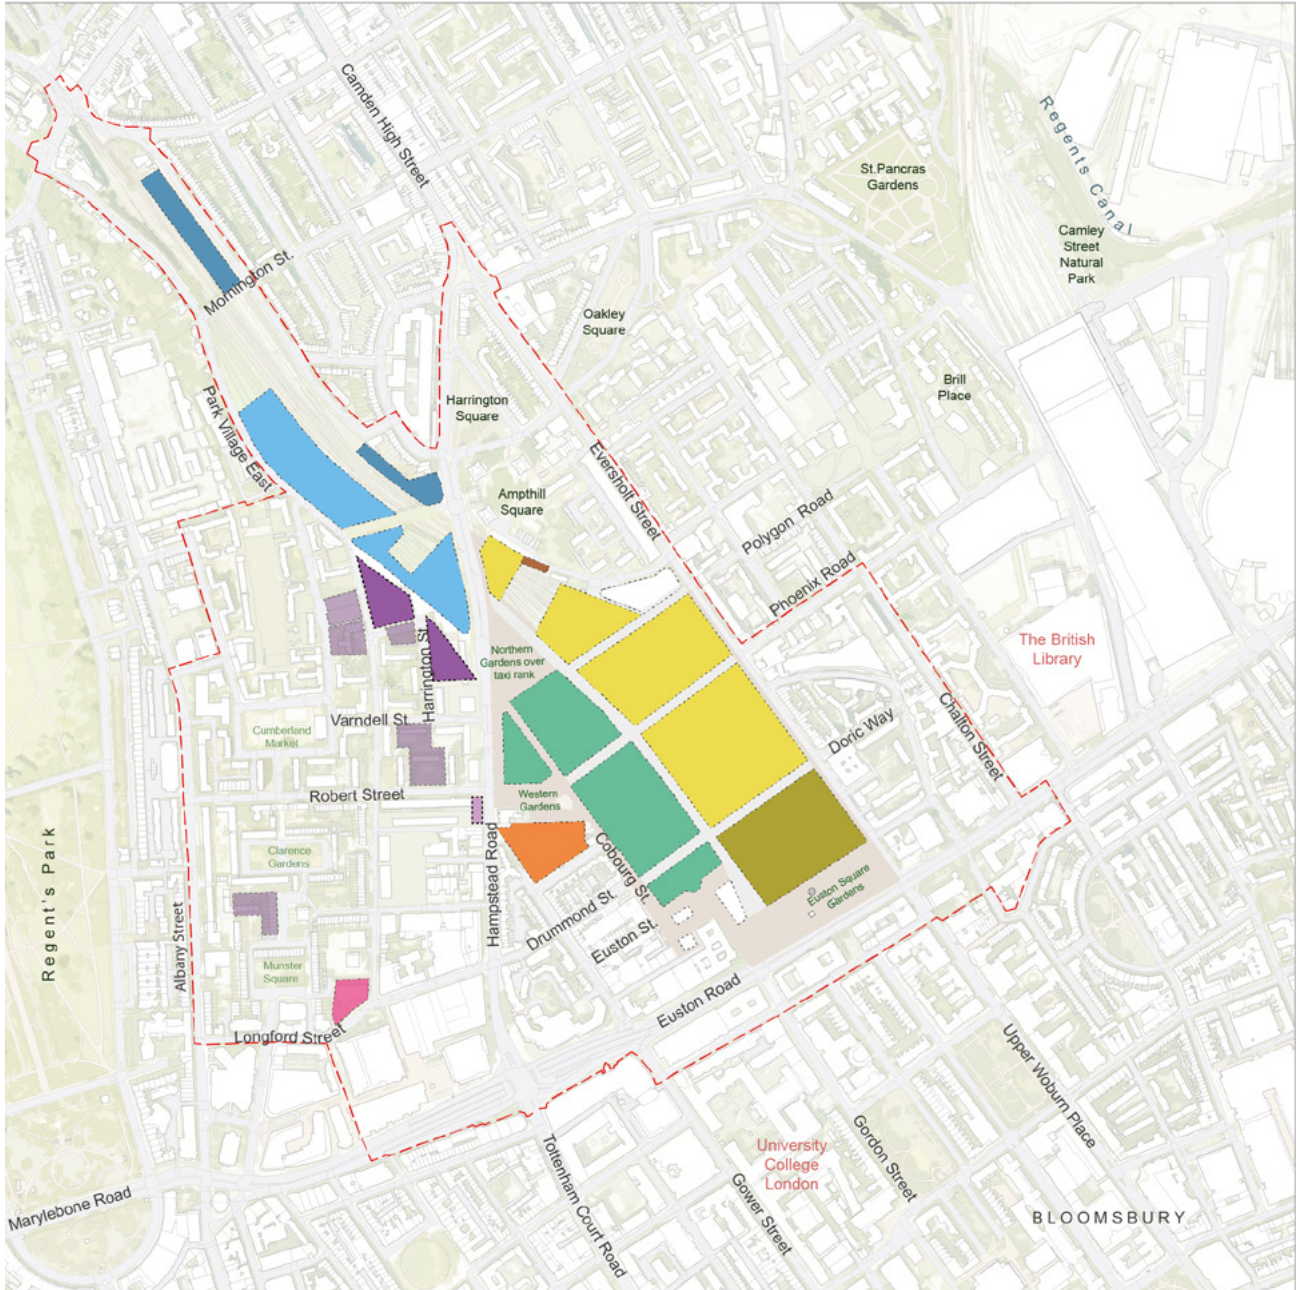 Camden High Street
Regents Canal
St.Pancras
Gardens
Camley
Street
Natural
Park
Mornington St.
Oakley
Square
Brill
Place
Harrington
Square
Park Village East
Eversholt Street
Ampthill
Square
Polygon Road
Phoenix Road
The British
Library
Northern
Gardens over
taxi rank
Harrington St.
Varndell St.
Cumberland
Market
Chalton Street
Doric Way
Robert Street
Western
Gardens
Regent's Park
Clarence
Gardens
Hampstead Road
Cobourg St.
Euston Square
Gardens
Drummond St.
Euston St.
Albany Street
Munster
Square
Euston Road
Longford Street
Upper Woburn Place
University
College
London
Gordon Street
Tottenham Court Road
Gower Street
Marylebone Road
BLOOMSBURY